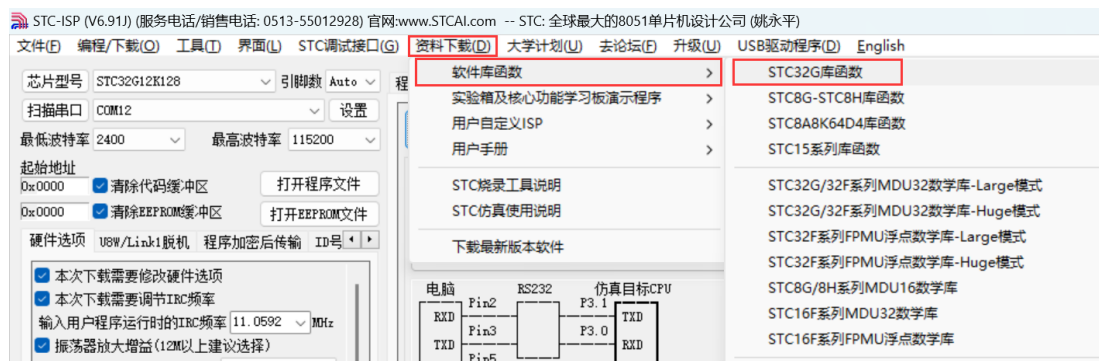 STC-ISP (V6.91J) (服务电话/销售电话: 0513-55012928) 官网:www.STCAI.com -- STC: 全球最大的8051单片机设计公司 (姚永平)
文件(F) 编程/下载(O) 工具(T) 界面(L) STC调试接口(G) 资料下载(D) 大学计划(U) 去论坛(F) 升级(U) USB驱动程序(D) English
芯片型号 STC32G12K128 引脚数 Auto 程
扫描串口 COM12 设置
最低波特率 2400 最高波特率 115200
起始地址
0x0000 清除代码缓冲区 打开程序文件
0x0000 清除EEPROM缓冲区 打开EEPROM文件
硬件选项 U8W/Link1脱机 程序加密后传输 ID号
本次下载需要修改硬件选项
本次下载需要调节IRC频率
输入用户程序运行时的IRC频率 11.0592 MHz
振荡器放大增益(12M以上建议选择)
软件库函数
实验箱及核心功能学习板演示程序
用户自定义ISP
用户手册
STC烧录工具说明
STC仿真使用说明
下载最新版本软件
STC32G库函数
STC8G-STC8H库函数
STC8A8K64D4库函数
STC15系列库函数
STC32G/32F系列MDU32数学库-Large模式
STC32G/32F系列MDU32数学库-Huge模式
STC32F系列FPMU浮点数学库-Large模式
STC32F系列FPMU浮点数学库-Huge模式
STC8G/8H系列MDU16数学库
STC16F系列MDU32数学库
STC16F系列FPMU浮点数学库
电脑 RS232 仿真目标CPU
Pin2 P3.1
RXD TXD
Pin3 P3.0
TXD RXD
Pin5